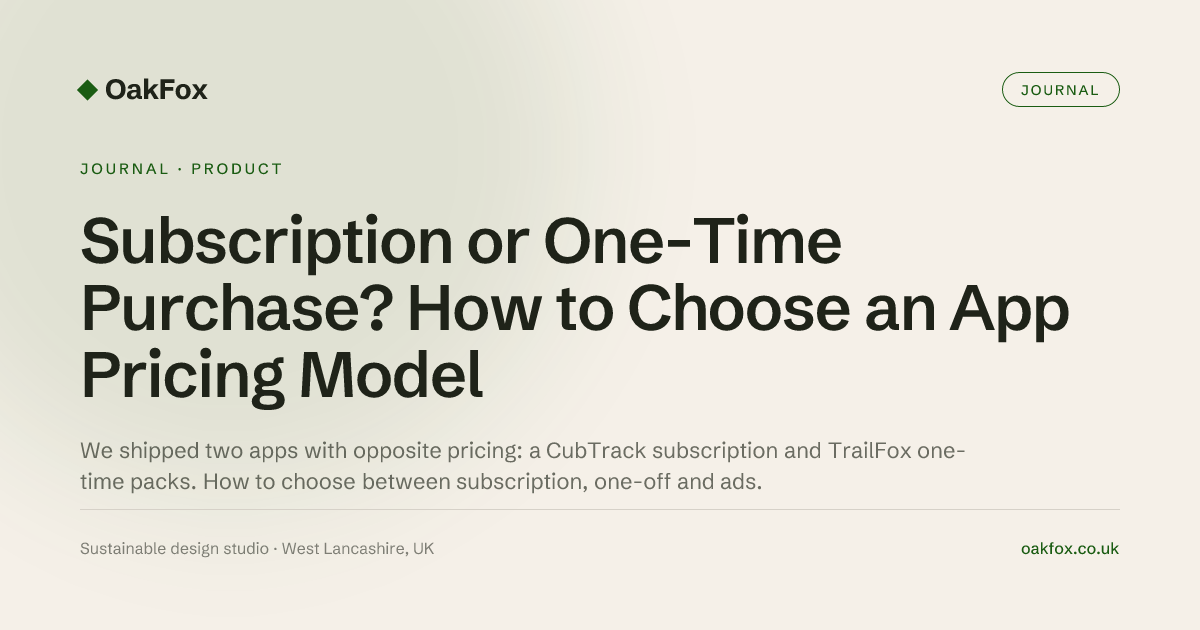 OakFox
JOURNAL
JOURNAL · PRODUCT
Subscription or One-Time
Purchase? How to Choose an App
Pricing Model
We shipped two apps with opposite pricing: a CubTrack subscription and TrailFox one-
time packs. How to choose between subscription, one-off and ads.
Sustainable design studio · West Lancashire, UK
oakfox.co.uk